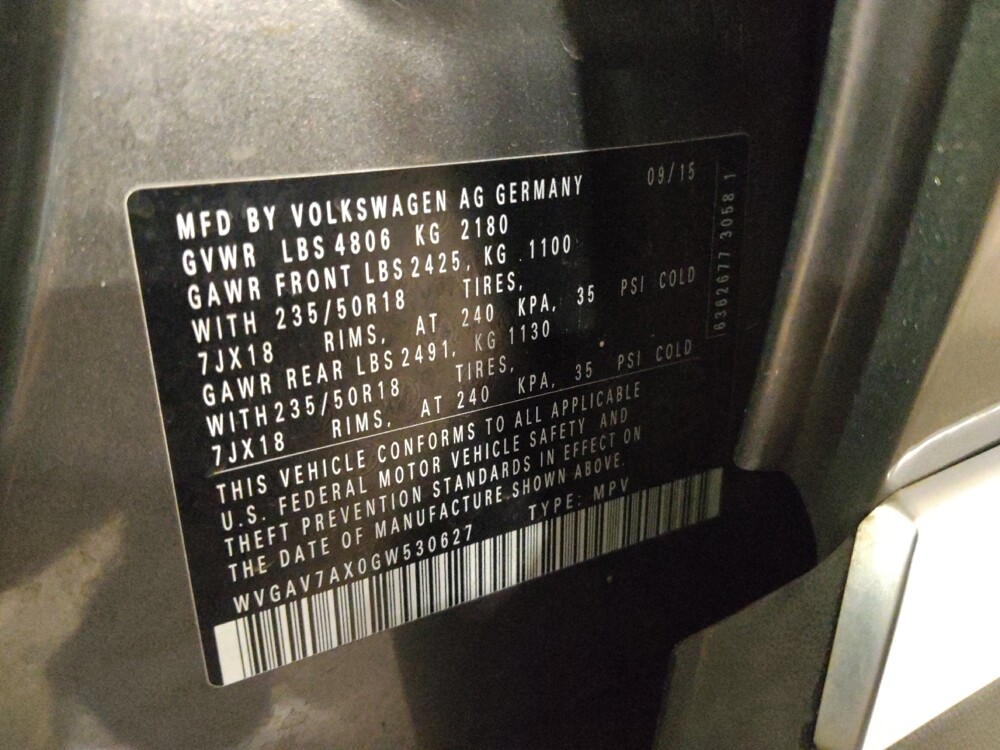 MFD BY VOLKSWAGEN AG GERMANY 09/15
GVWR LBS 4806 KG 2180
GAWR FRONT LBS 2425, KG 1100
WITH 235/50R18 TIRES,
7JX18 RIMS, AT 240 KPA, 35 PSI COLD
GAWR REAR LBS 2491, KG 1130
WITH 235/50R18 TIRES,
7JX18 RIMS, AT 240 KPA, 35 PSI COLD
THIS VEHICLE CONFORMS TO ALL APPLICABLE
U.S. FEDERAL MOTOR VEHICLE SAFETY AND
THEFT PREVENTION STANDARDS IN EFFECT ON
THE DATE OF MANUFACTURE SHOWN ABOVE.
WVGAV7AX0GW530627 TYPE: MPV
6362677 3058 1